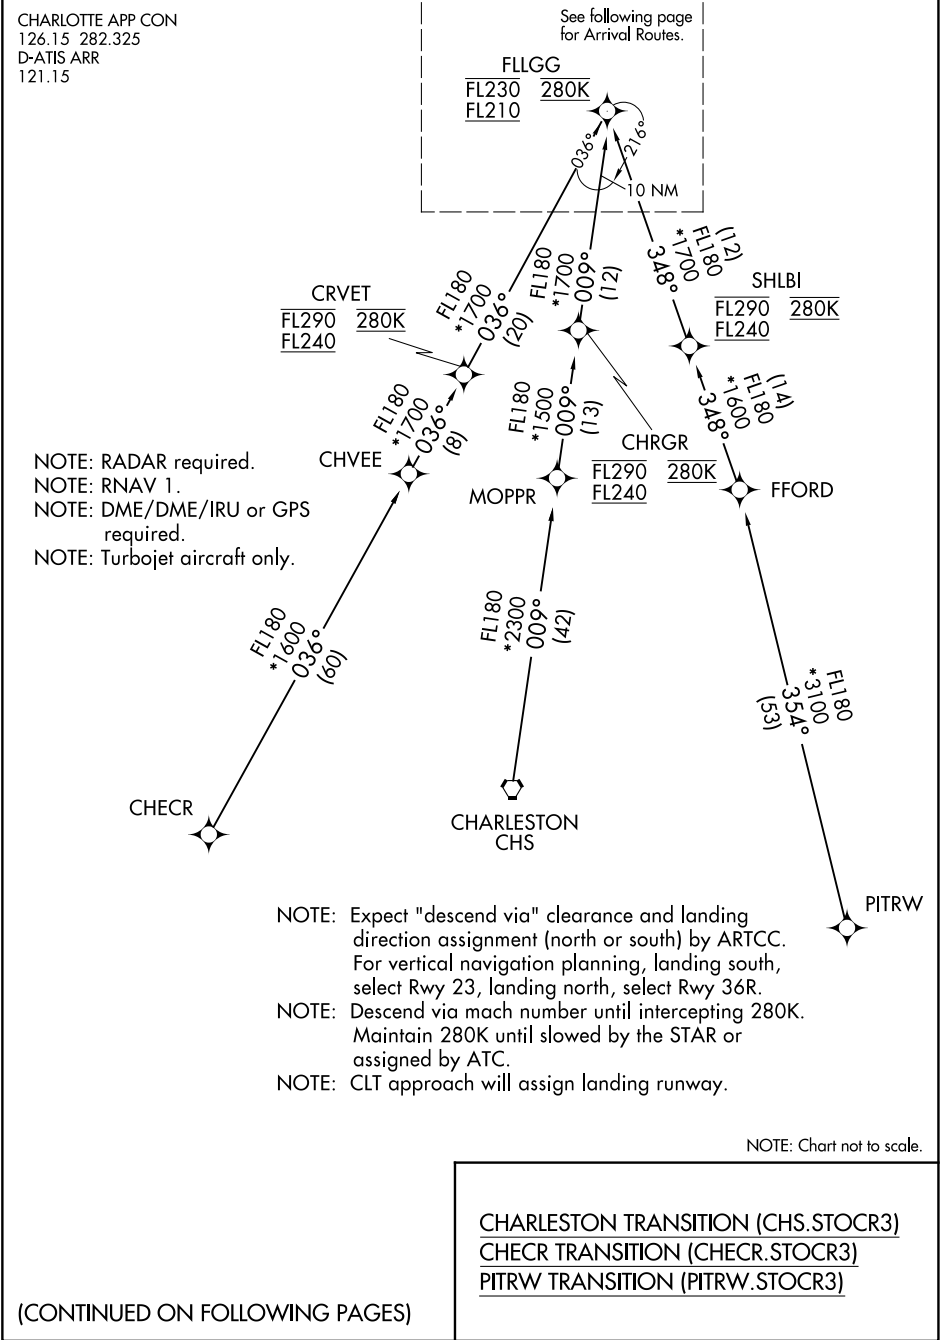 CHARLOTTE APP CON
126.15 282.325
D-ATIS ARR
121.15
See following page
for Arrival Routes.
FLLGG
FL230 280K
FL210
036°
216°
10 NM
FL180
*1700
036°
(20)
FL180
*1700
009°
(12)
(12)
FL180
*1700
348°
CRVET
FL290 280K
FL240
SHLBI
FL290 280K
FL240
FL180
*1700
036°
(8)
FL180
*1500
009°
(13)
(14)
FL180
*1600
348°
CHRGR
FL290 280K
FL240
CHVEE
MOPPR
FFORD
NOTE: RADAR required.
NOTE: RNAV 1.
NOTE: DME/DME/IRU or GPS
required.
NOTE: Turbojet aircraft only.
FL180
*1600
036°
(60)
FL180
*2300
009°
(42)
FL180
*3100
354°
(53)
CHECR
CHARLESTON
CHS
PITRW
NOTE: Expect "descend via" clearance and landing
direction assignment (north or south) by ARTCC.
For vertical navigation planning, landing south,
select Rwy 23, landing north, select Rwy 36R.
NOTE: Descend via mach number until intercepting 280K.
Maintain 280K until slowed by the STAR or
assigned by ATC.
NOTE: CLT approach will assign landing runway.
NOTE: Chart not to scale.
CHARLESTON TRANSITION (CHS.STOCR3)
CHECR TRANSITION (CHECR.STOCR3)
PITRW TRANSITION (PITRW.STOCR3)
(CONTINUED ON FOLLOWING PAGES)